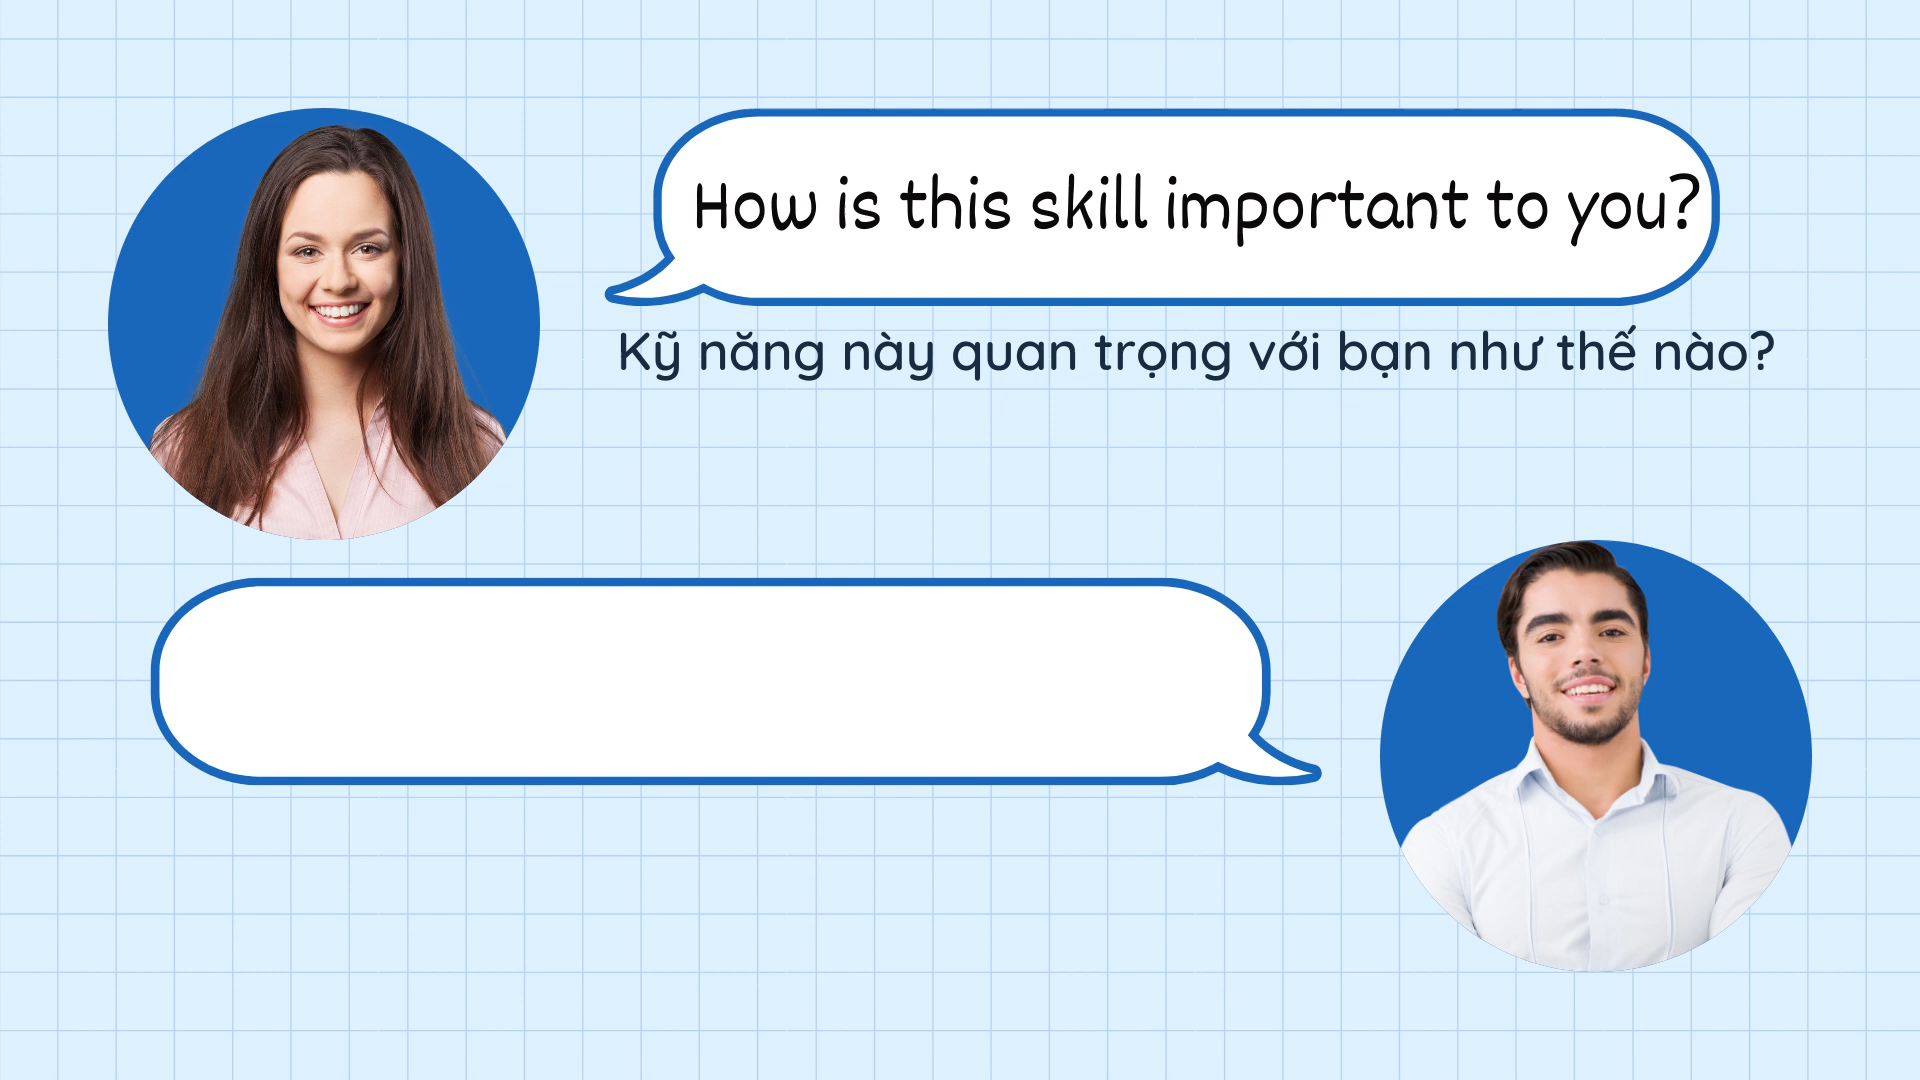 How is this skill important to you?
Kỹ năng này quan trọng với bạn như thế nào?